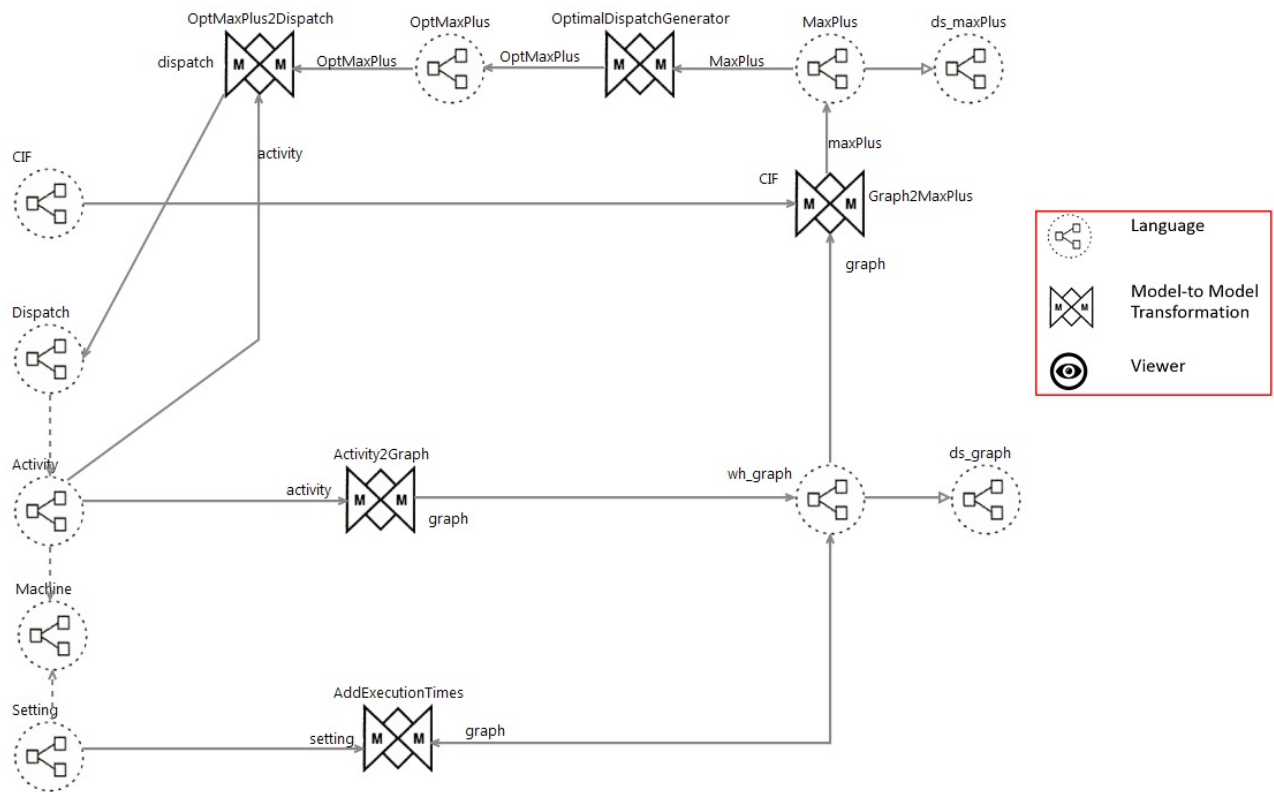 OptMaxPlus2Dispatch
OptMaxPlus
OptimalDispatchGenerator
MaxPlus
ds_maxPlus
dispatch
M M
OptMaxPlus
OptMaxPlus
M M
MaxPlus
activity
maxPlus
CIF
CIF
M M
Graph2MaxPlus
Language
graph
Model-to Model
M M
Transformation
Dispatch
Viewer
Activity
Activity2Graph
wh_graph
ds_graph
activity
M M
graph
Machine
AddExecutionTimes
Setting
setting
M M
graph